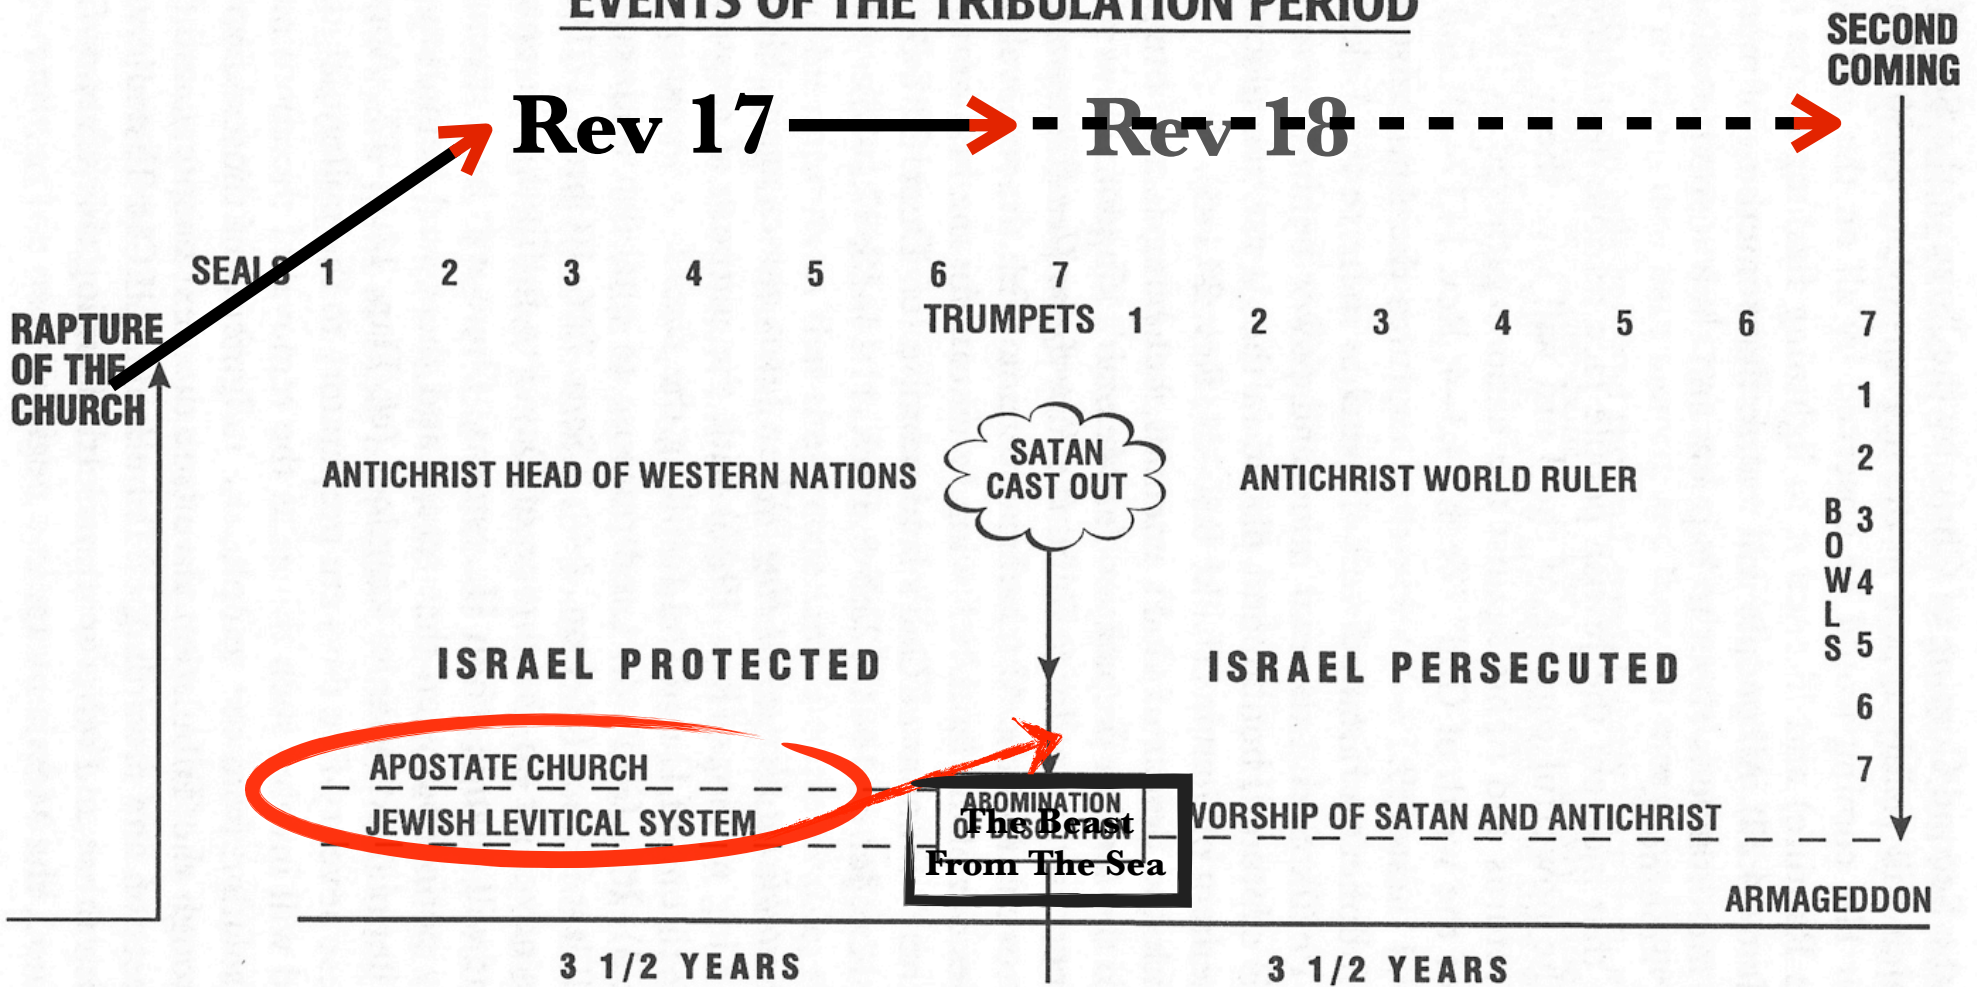 EVENTS OF THE TRIBULATION PERIOD
SECOND
COMING
Rev 17
Rev 18
SEALS 1 2 3 4 5 6 7
TRUMPETS 1 2 3 4 5 6 7
RAPTURE
OF THE
CHURCH
ANTICHRIST HEAD OF WESTERN NATIONS
SATAN
CAST OUT
ANTICHRIST WORLD RULER
BOWLS
1
2
3
4
5
6
7
ISRAEL PROTECTED
ISRAEL PERSECUTED
APOSTATE CHURCH
JEWISH LEVITICAL SYSTEM
ABOMINATION
OF DESOLATION
The Beast
From The Sea
WORSHIP OF SATAN AND ANTICHRIST
ARMAGEDDON
3 1/2 YEARS
3 1/2 YEARS